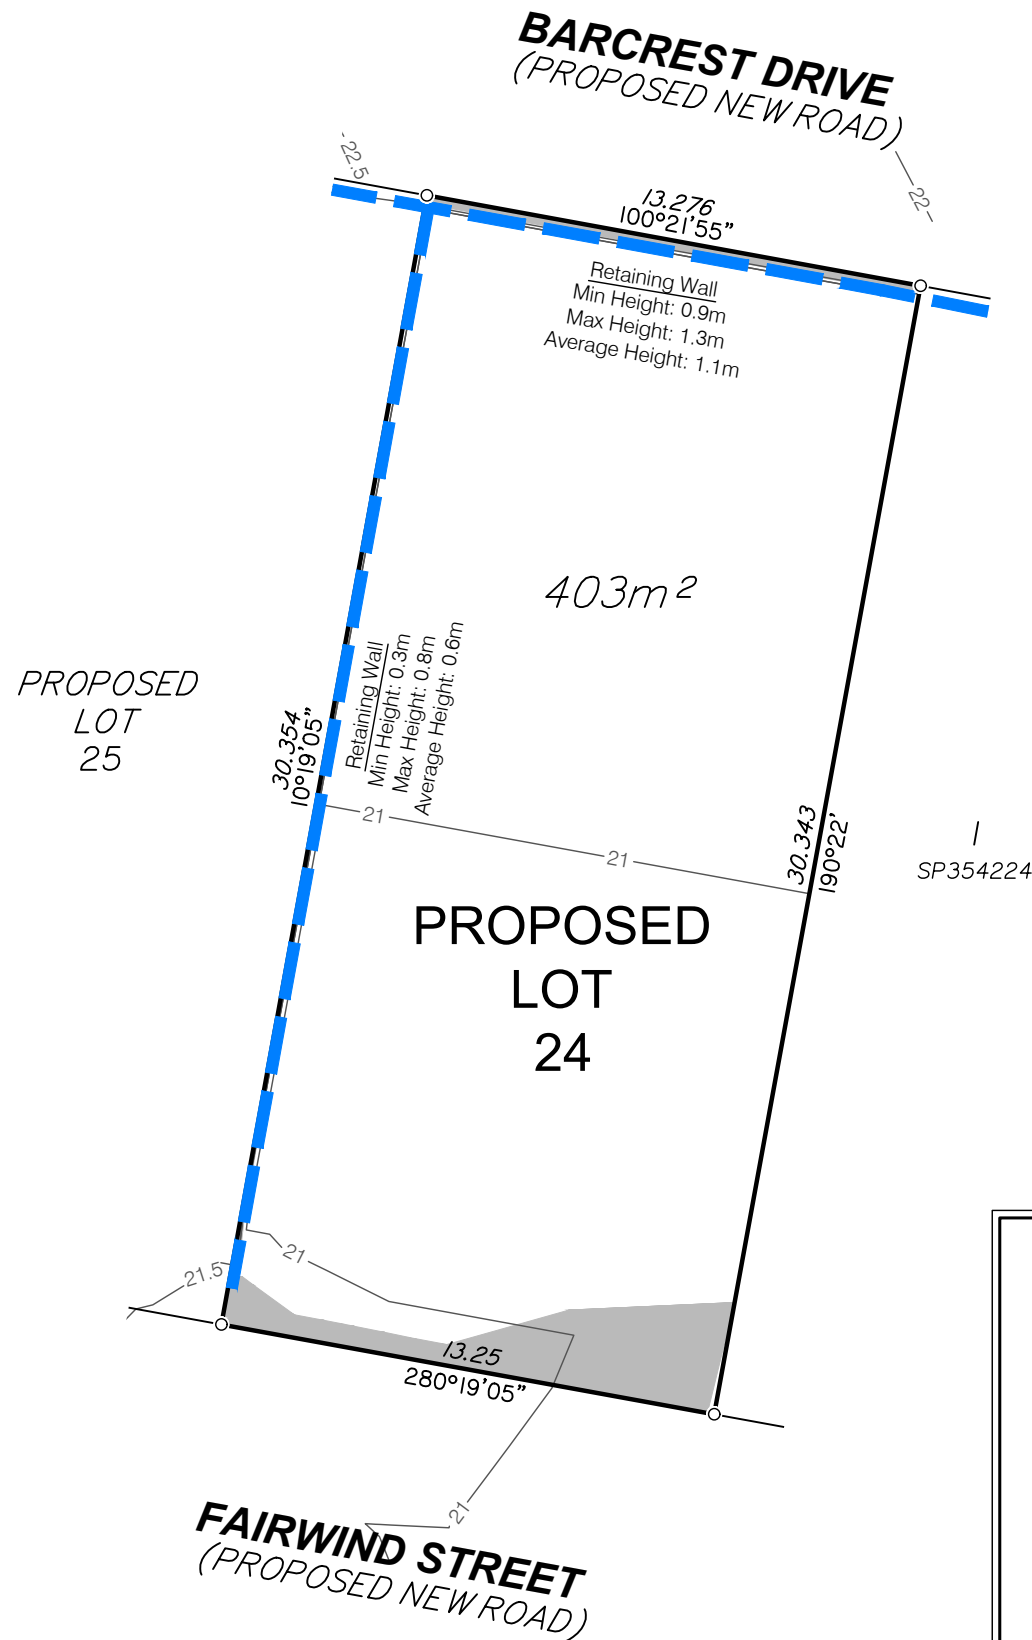 BARCREST DRIVE
(PROPOSED NEW ROAD)
22.5
22
13.276
100°21'55"
Retaining Wall
Min Height: 0.9m
Max Height: 1.3m
Average Height: 1.1m
403m²
PROPOSED
LOT
25
30.354
10°19'05"
Retaining Wall
Min Height: 0.3m
Max Height: 0.8m
Average Height: 0.6m
21
21
30.343
190°22'
1
SP354224
PROPOSED
LOT
24
21
21.5
13.25
280°19'05"
21
FAIRWIND STREET
(PROPOSED NEW ROAD)